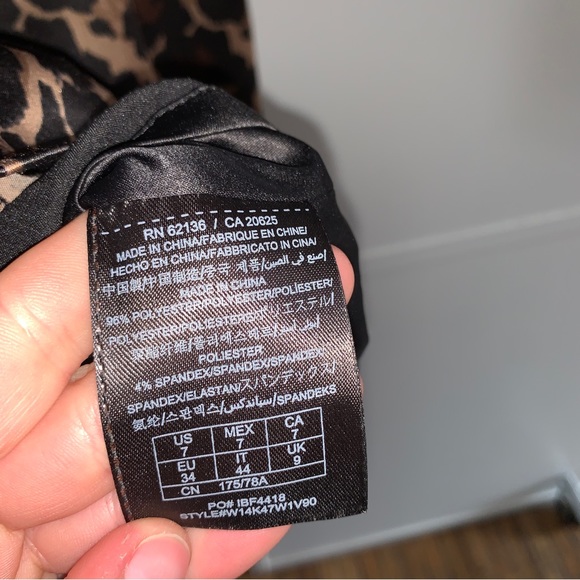 RN 62136 / CA 20625
MADE IN CHINA/FABRIQUE EN CHINE/
HECHO EN CHINA/FABBRICATO IN CINA/
中国製/中国制造/중국 제품/صنع في الصين/
MADE IN CHINA
96% POLYESTER/POLYESTER/POLIÉSTER/
POLYESTER/POLIESTERE/ポリエステル/
聚酯纤维/폴리에스테르/بوليستر/
POLIESTER
4% SPANDEX/SPANDEX/SPANDEX/
SPANDEX/ELASTAN/スパンデックス/
氨纶/스판덱스/سباندكس/SPANDEKS
US 7 MEX 7 CA 7
EU 34 IT 44 UK 9
CN 175/78A
PO# IBF4418
STYLE#W14K47W1V90